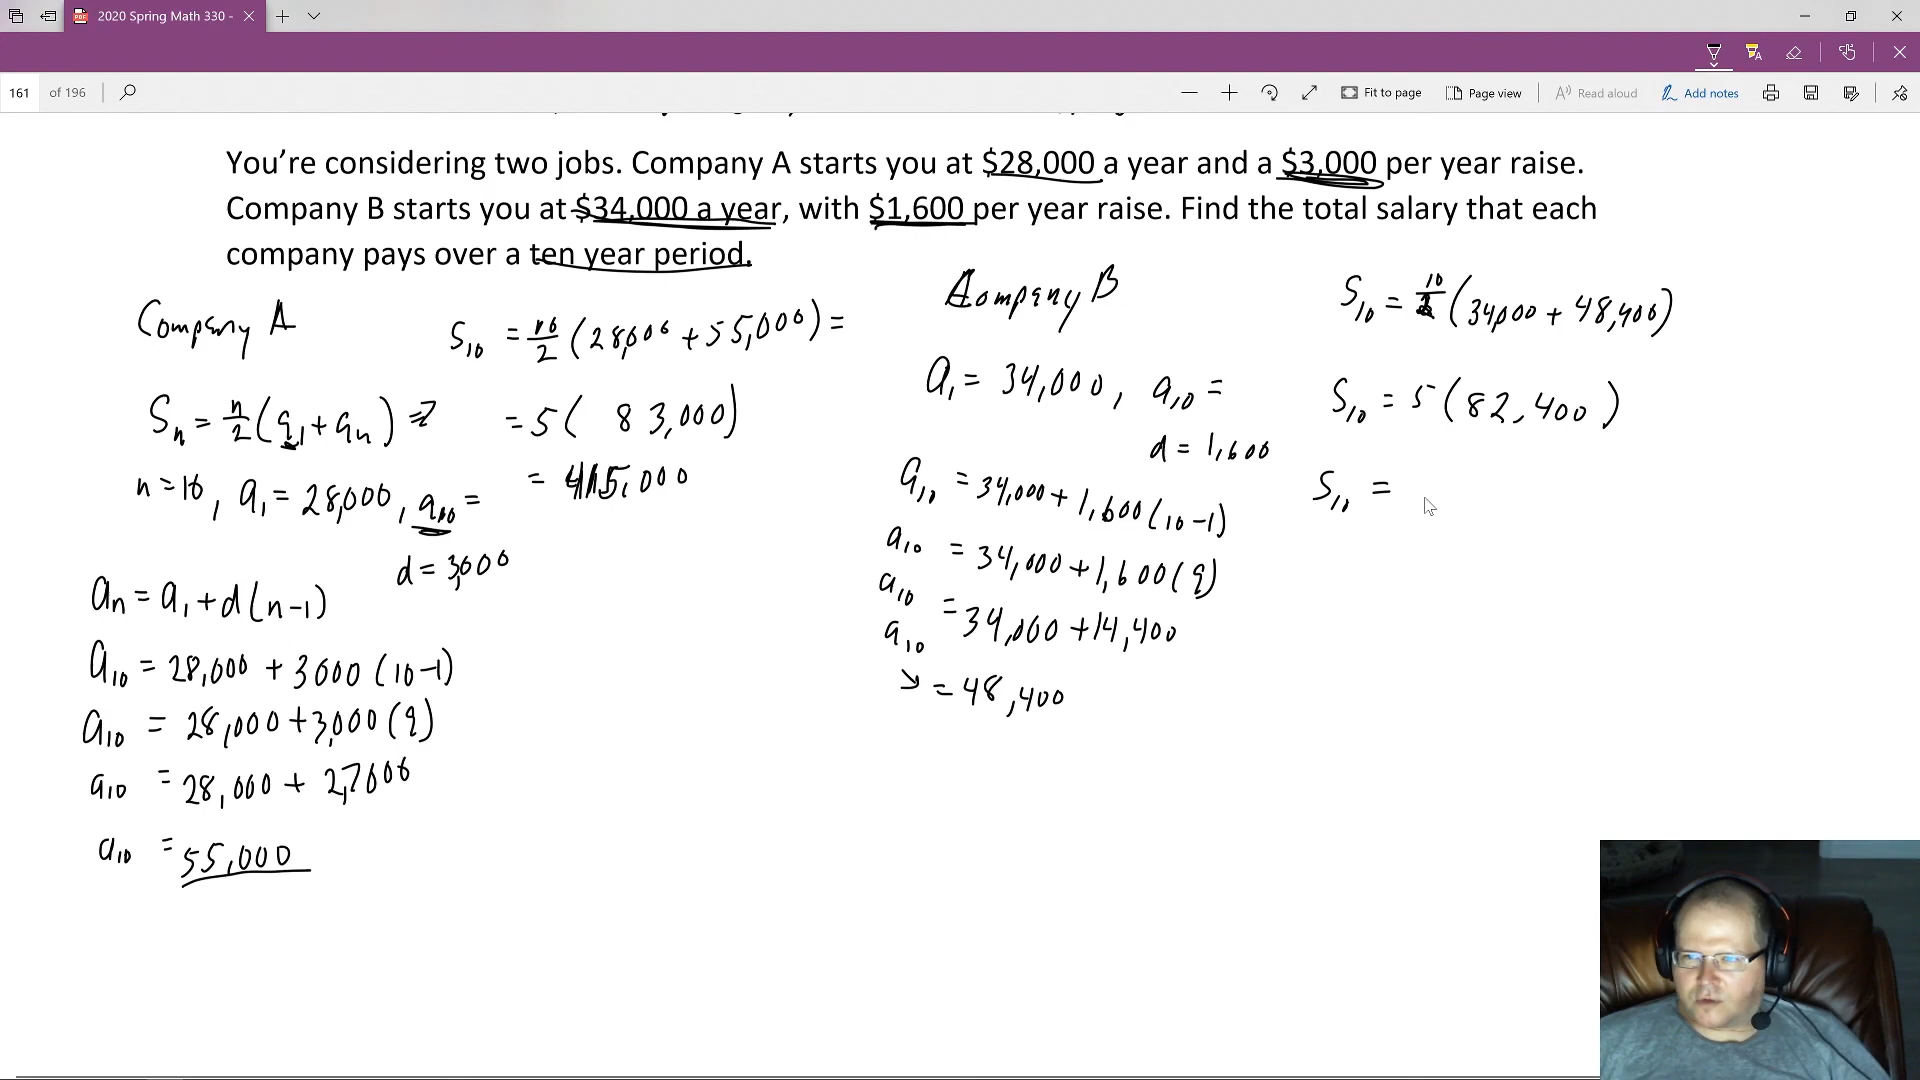 2020 Spring Math 330 -
161 of 196
Fit to page
Page view
Read aloud
Add notes
You’re considering two jobs. Company A starts you at $28,000 a year and a $3,000 per year raise.
Company B starts you at $34,000 a year, with $1,600 per year raise. Find the total salary that each
company pays over a ten year period.
Company A
Sₙ = n/2 (a₁ + aₙ) =>
n = 10, a₁ = 28,000, a₁₀ =
d = 3,000
aₙ = a₁ + d(n-1)
a₁₀ = 28,000 + 3000 (10-1)
a₁₀ = 28,000 + 3,000 (9)
a₁₀ = 28,000 + 2,7000
a₁₀ = 55,000
S₁₀ = 10/2 (28,000 + 55,000) =
= 5 ( 83,000)
= 415,000
Company B
a₁ = 34,000, a₁₀ =
d = 1,600
a₁₀ = 34,000 + 1,600 (10-1)
a₁₀ = 34,000 + 1,600 (9)
a₁₀ = 34,000 + 14,400
a₁₀
= 48,400
S₁₀ = 10/2 (34,000 + 48,400)
S₁₀ = 5 (82,400)
S₁₀ =